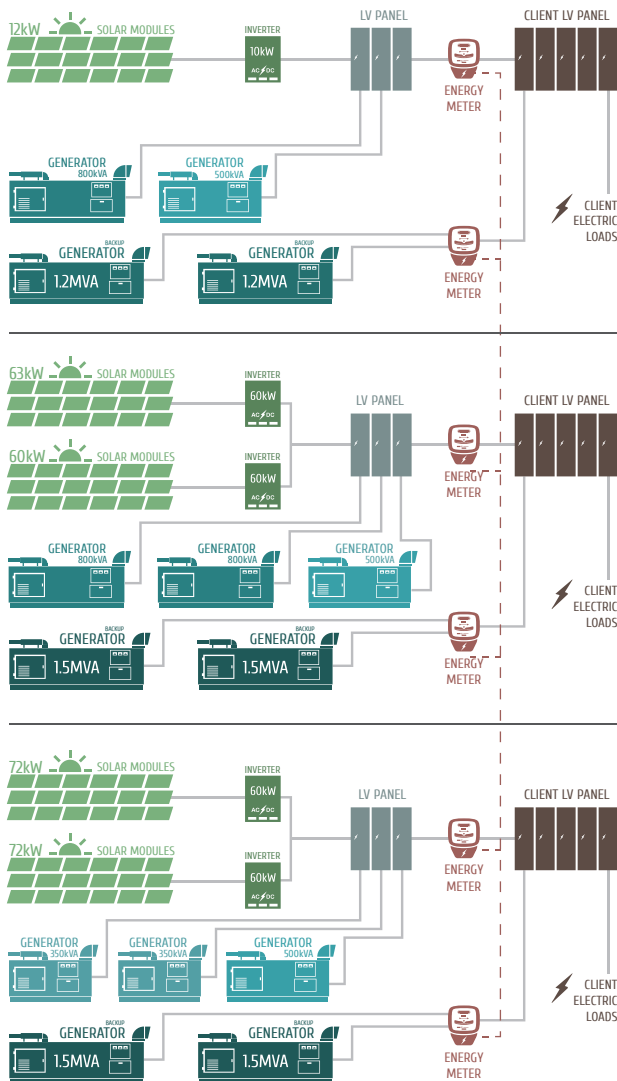 12kW
SOLAR MODULES
INVERTER
10kW
AC DC
LV PANEL
ENERGY
METER
CLIENT LV PANEL
GENERATOR
800kVA
GENERATOR
500kVA
CLIENT
ELECTRIC
LOADS
BACKUP
GENERATOR
1.2MVA
BACKUP
GENERATOR
1.2MVA
ENERGY
METER
63kW
SOLAR MODULES
INVERTER
60kW
AC DC
LV PANEL
CLIENT LV PANEL
60kW
SOLAR MODULES
INVERTER
60kW
AC DC
ENERGY
METER
GENERATOR
800kVA
GENERATOR
800kVA
GENERATOR
500kVA
CLIENT
ELECTRIC
LOADS
BACKUP
GENERATOR
1.5MVA
BACKUP
GENERATOR
1.5MVA
ENERGY
METER
72kW
SOLAR MODULES
INVERTER
60kW
AC DC
LV PANEL
CLIENT LV PANEL
72kW
SOLAR MODULES
INVERTER
60kW
AC DC
ENERGY
METER
GENERATOR
350kVA
GENERATOR
350kVA
GENERATOR
500kVA
CLIENT
ELECTRIC
LOADS
BACKUP
GENERATOR
1.5MVA
BACKUP
GENERATOR
1.5MVA
ENERGY
METER